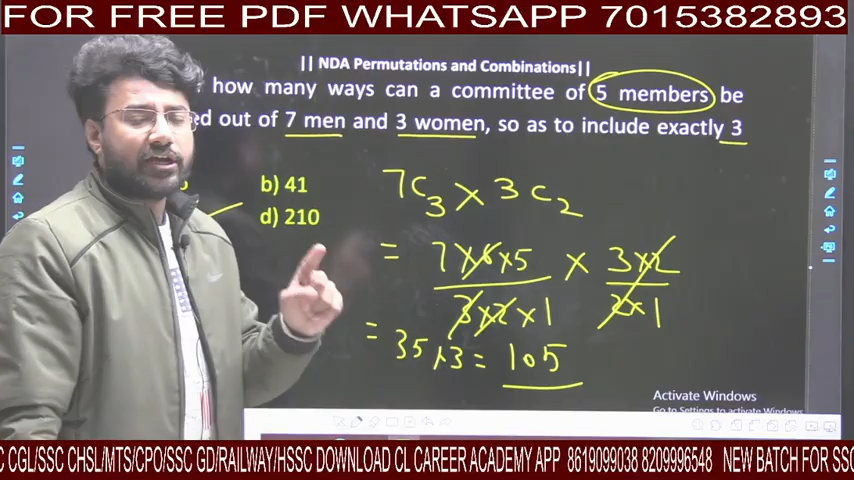 FOR FREE PDF WHATSAPP 7015382893
|| NDA Permutations and Combinations||
how many ways can a committee of 5 members be
ed out of 7 men and 3 women, so as to include exactly 3
b) 41
d) 210
7C3 × 3C2
= 7×6×5 × 3×2
3×2×1 2×1
= 35×3 = 105
Activate Windows
Go to Settings to activate Windows
C CGL/SSC CHSL/MTS/CPO/SSC GD/RAILWAY/HSSC DOWNLOAD CL CAREER ACADEMY APP 8619099038 8209996548 NEW BATCH FOR SSC